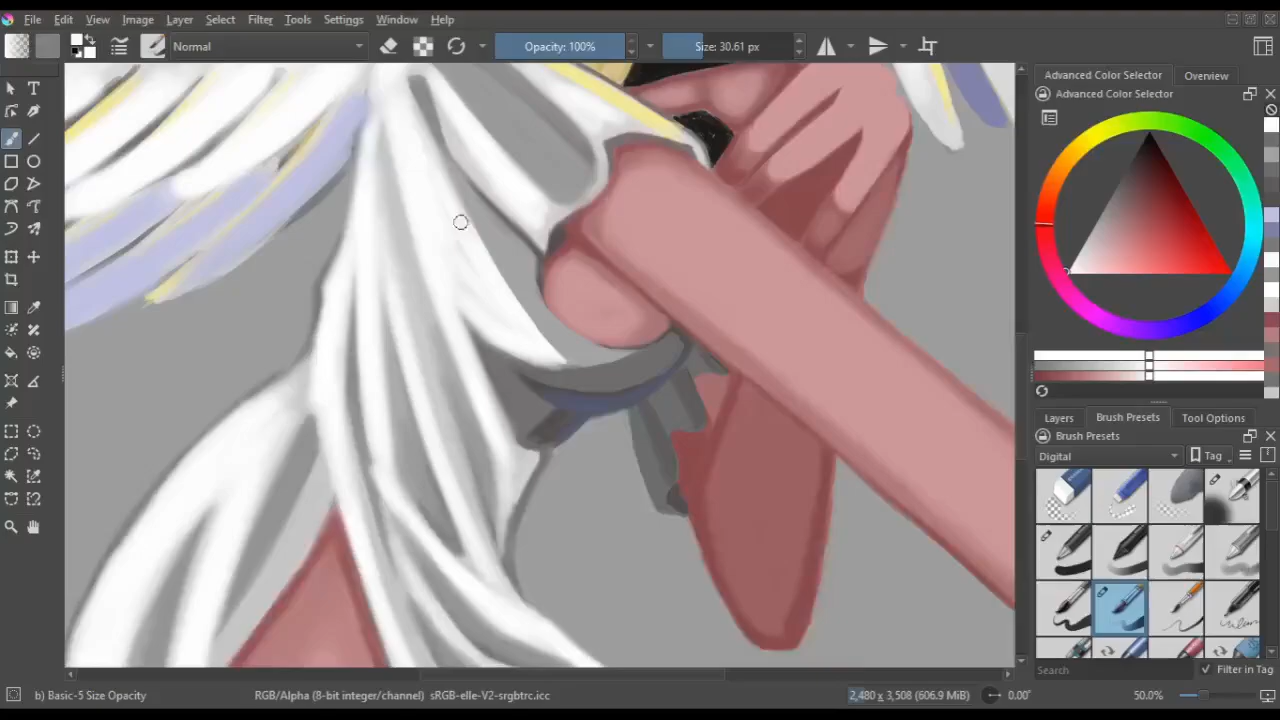 File Edit View Image Layer Select Filter Tools Settings Window Help
Normal Opacity: 100% Size: 30.61 px
Advanced Color Selector Overview
Advanced Color Selector
Layers Brush Presets Tool Options
Brush Presets
Digital Tag
Search Filter in Tag
b) Basic-5 Size Opacity RGB/Alpha (8-bit integer/channel) sRGB-elle-V2-srgbtrc.icc 2,480 x 3,508 (606.9 MiB) 0.00° 50.0%